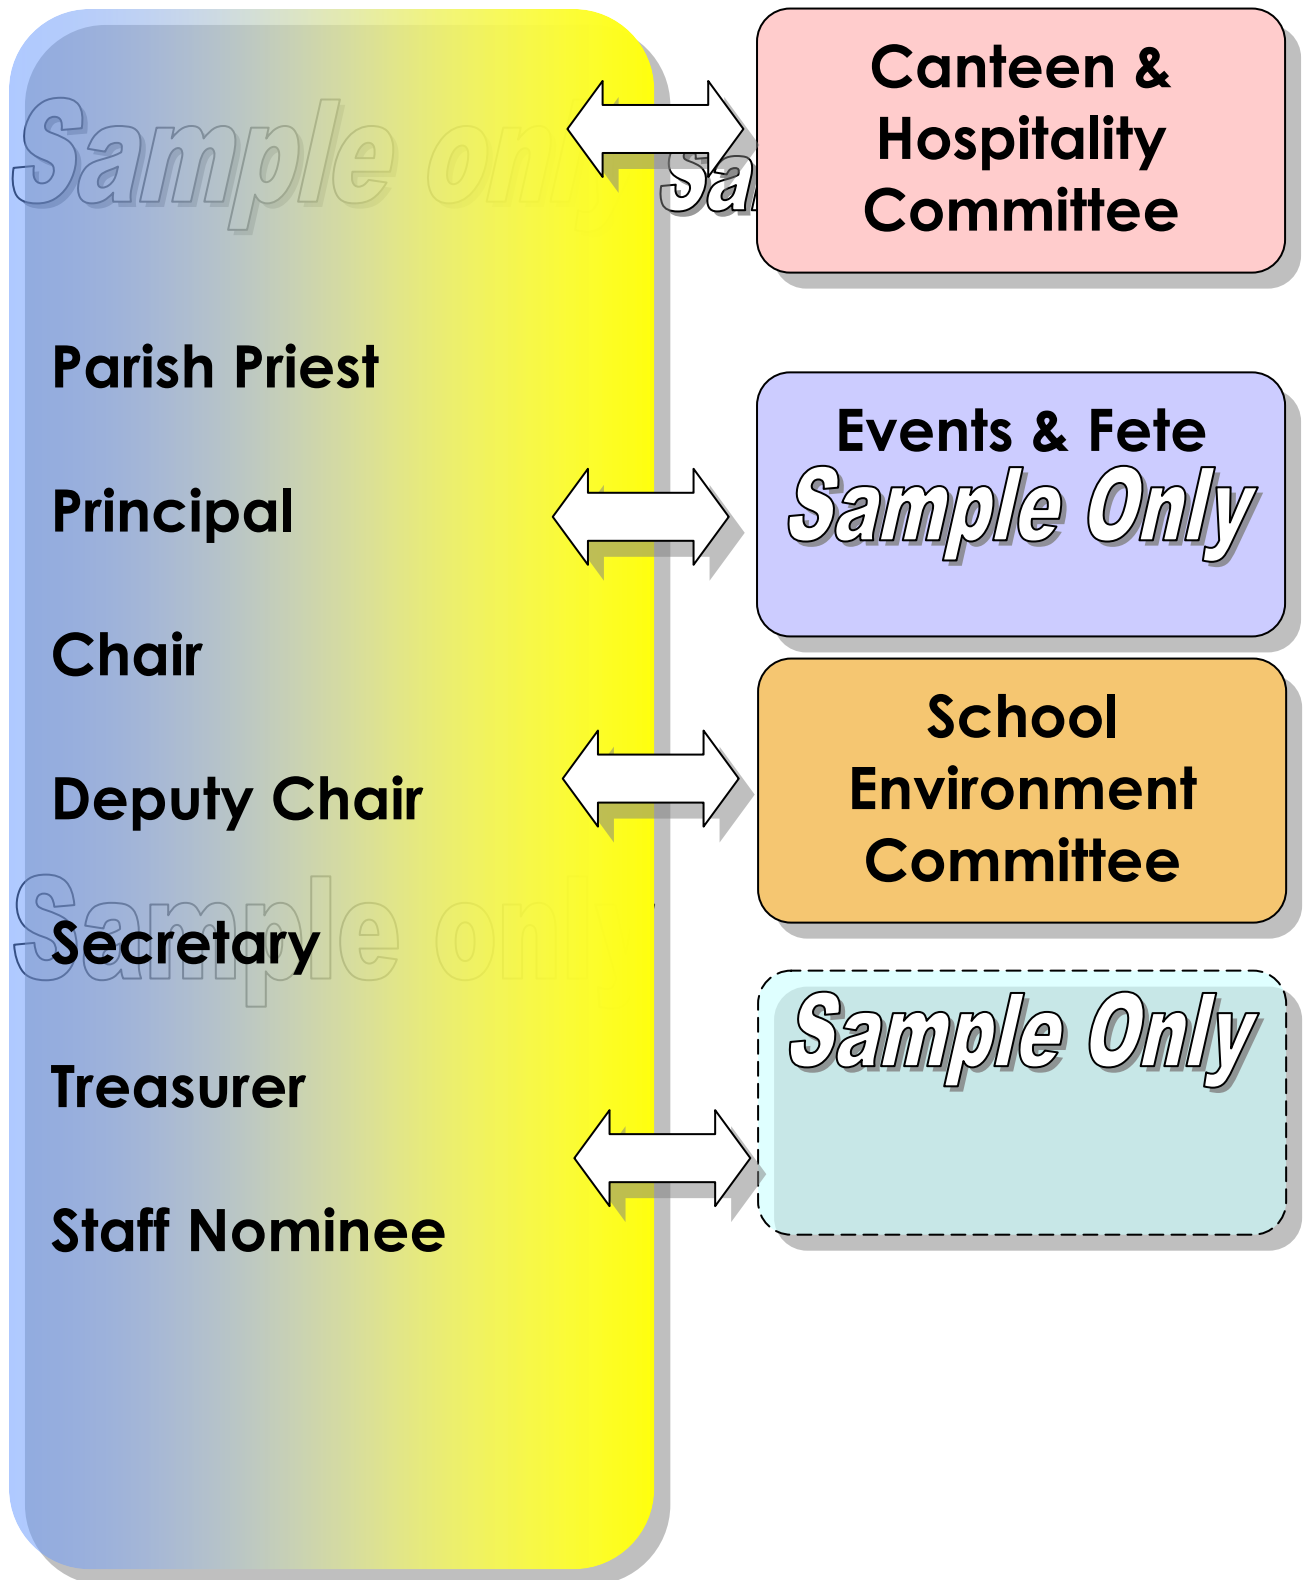 Sample only
Parish Priest
Principal
Chair
Deputy Chair
Sample only
Secretary
Treasurer
Staff Nominee
Canteen &
Hospitality
Committee
Events & Fete
Sample Only
School
Environment
Committee
Sample Only